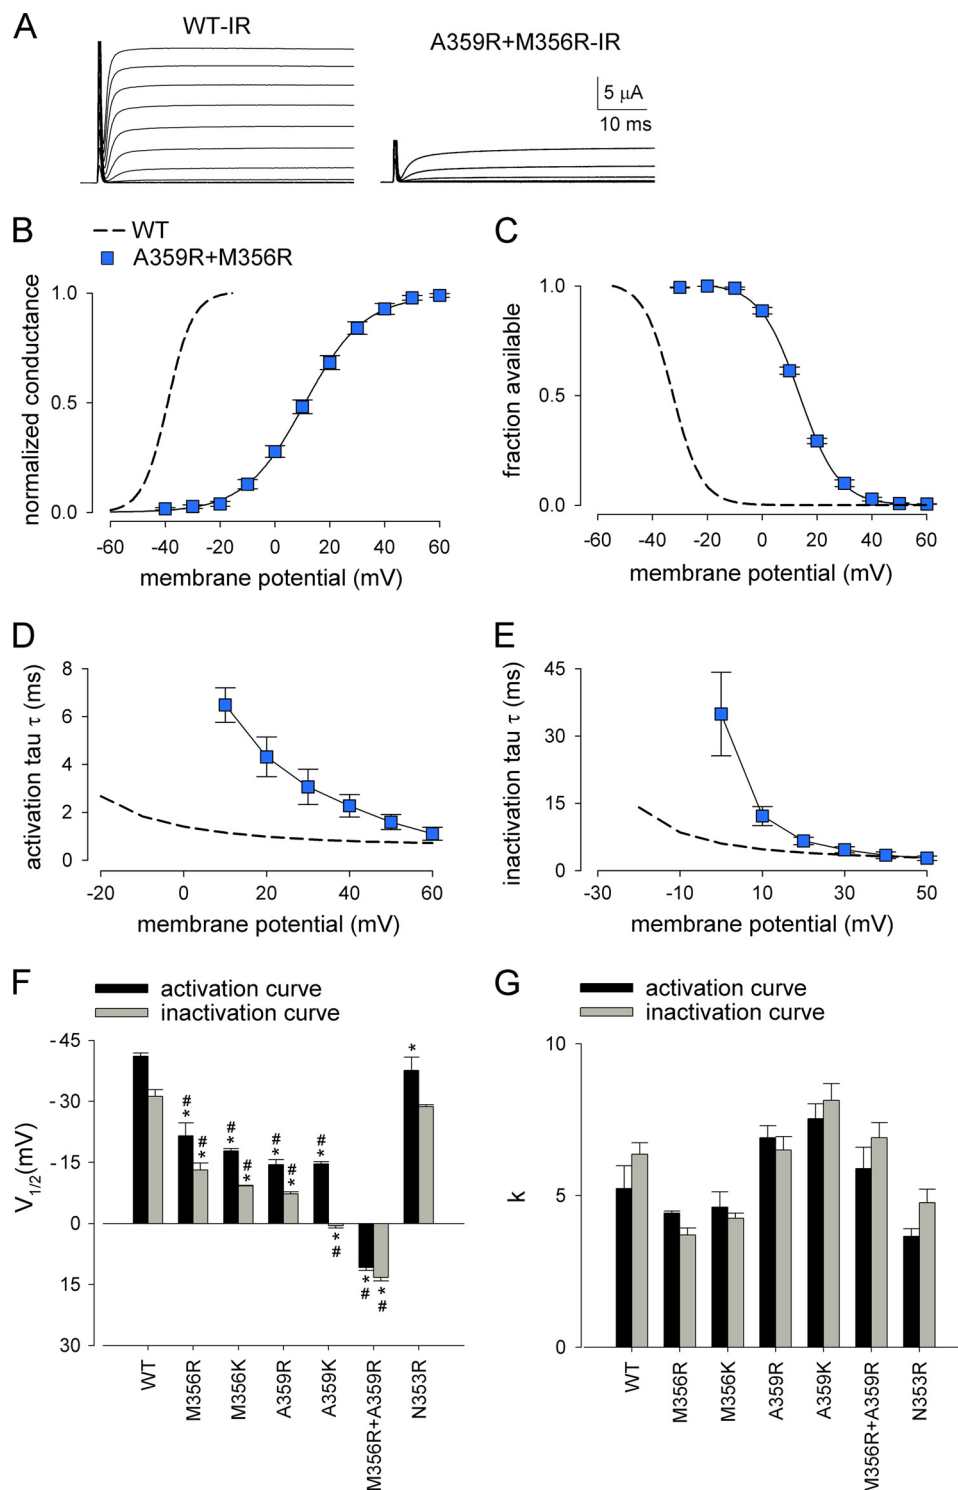 A
WT-IR
A359R+M356R-IR
5 μA
10 ms
B
WT
A359R+M356R
normalized conductance
1.0
0.5
0.0
-60 -40 -20 0 20 40 60
membrane potential (mV)
C
fraction available
1.0
0.5
0.0
-60 -40 -20 0 20 40 60
membrane potential (mV)
D
activation tau τ (ms)
8
6
4
2
0
-20 0 20 40 60
membrane potential (mV)
E
inactivation tau τ (ms)
45
30
15
0
-30 -10 10 30 50
membrane potential (mV)
F
activation curve
inactivation curve
V1/2(mV)
-45
-30
-15
0
15
30
# * # * # * # * # * # * # * * # * # * # *
WT
M356R
M356K
A359R
A359K
M356R+A359R
N353R
G
activation curve
inactivation curve
k
10
5
0
WT
M356R
M356K
A359R
A359K
M356R+A359R
N353R